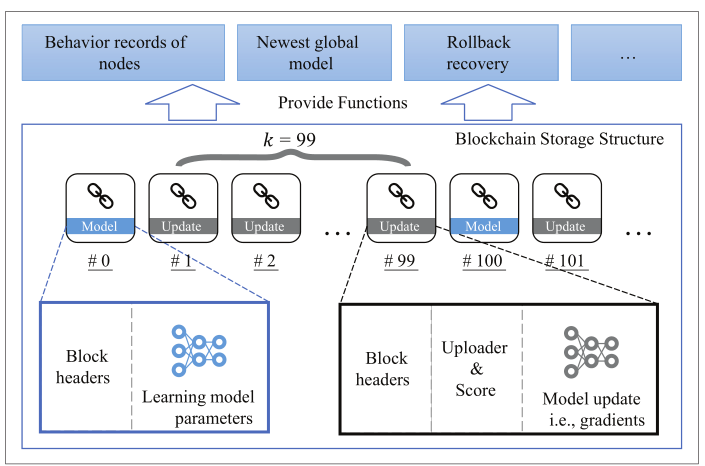 Behavior records of
nodes
Newest global
model
Rollback
recovery
...
Provide Functions
Blockchain Storage Structure
k = 99
Model
Update
Update
...
Update
Model
Update
...
# 0
# 1
# 2
# 99
# 100
# 101
Block
headers
Learning model
parameters
Block
headers
Uploader
&
Score
Model update
i.e., gradients